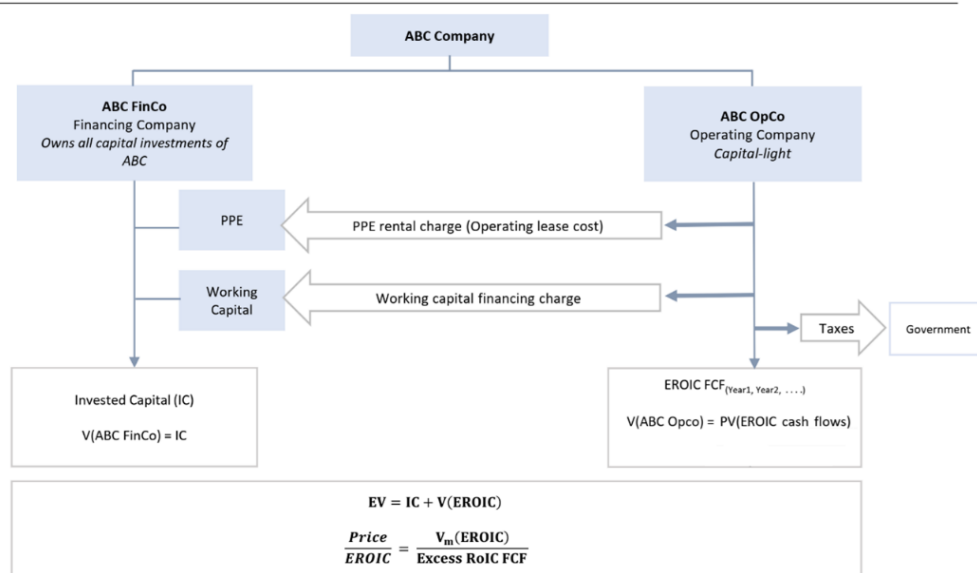 ABC Company
ABC FinCo
Financing Company
Owns all capital investments of
ABC
ABC OpCo
Operating Company
Capital-light
PPE
PPE rental charge (Operating lease cost)
Working
Capital
Working capital financing charge
Taxes
Government
Invested Capital (IC)
V(ABC FinCo) = IC
EROIC FCF(Year1, Year2, . . . .)
V(ABC Opco) = PV(EROIC cash flows)
EV = IC + V(EROIC)
Price/EROIC = Vm(EROIC)/Excess RoIC FCF